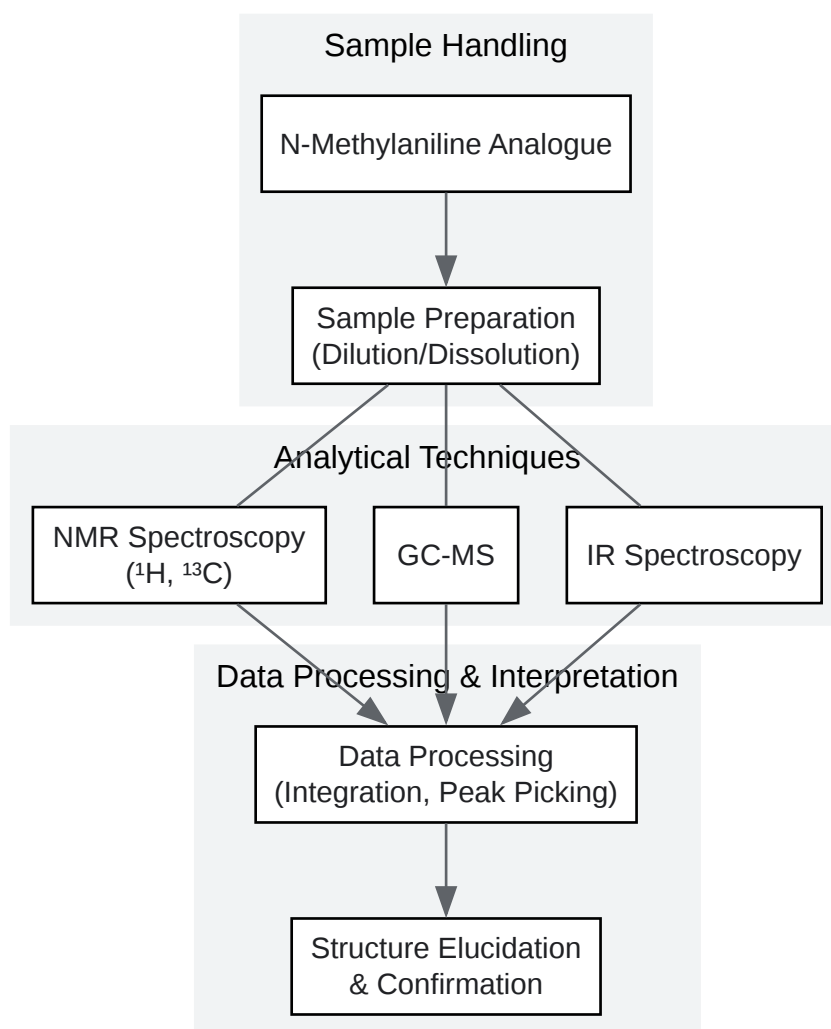 Sample Handling
N-Methylaniline Analogue
Sample Preparation
(Dilution/Dissolution)
Analytical Techniques
NMR Spectroscopy
(¹H, ¹³C)
GC-MS
IR Spectroscopy
Data Processing & Interpretation
Data Processing
(Integration, Peak Picking)
Structure Elucidation
& Confirmation